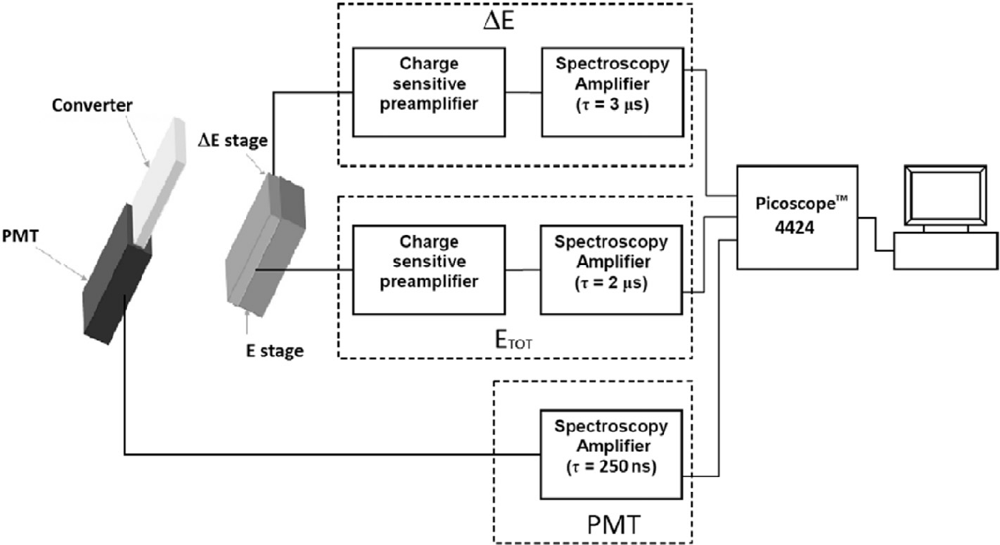 ΔE
Charge
sensitive
preamplifier
Spectroscopy
Amplifier
(τ = 3 μs)
Converter
ΔE stage
PMT
E stage
Charge
sensitive
preamplifier
Spectroscopy
Amplifier
(τ = 2 μs)
E_TOT
Picoscope™
4424
Spectroscopy
Amplifier
(τ = 250 ns)
PMT